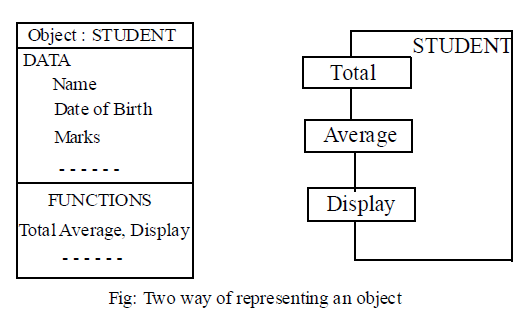 Object : STUDENT
DATA
Name
Date of Birth
Marks
- - - - - -
FUNCTIONS
Total Average, Display
- - - - - -
STUDENT
Total
Average
Display
Fig: Two way of representing an object